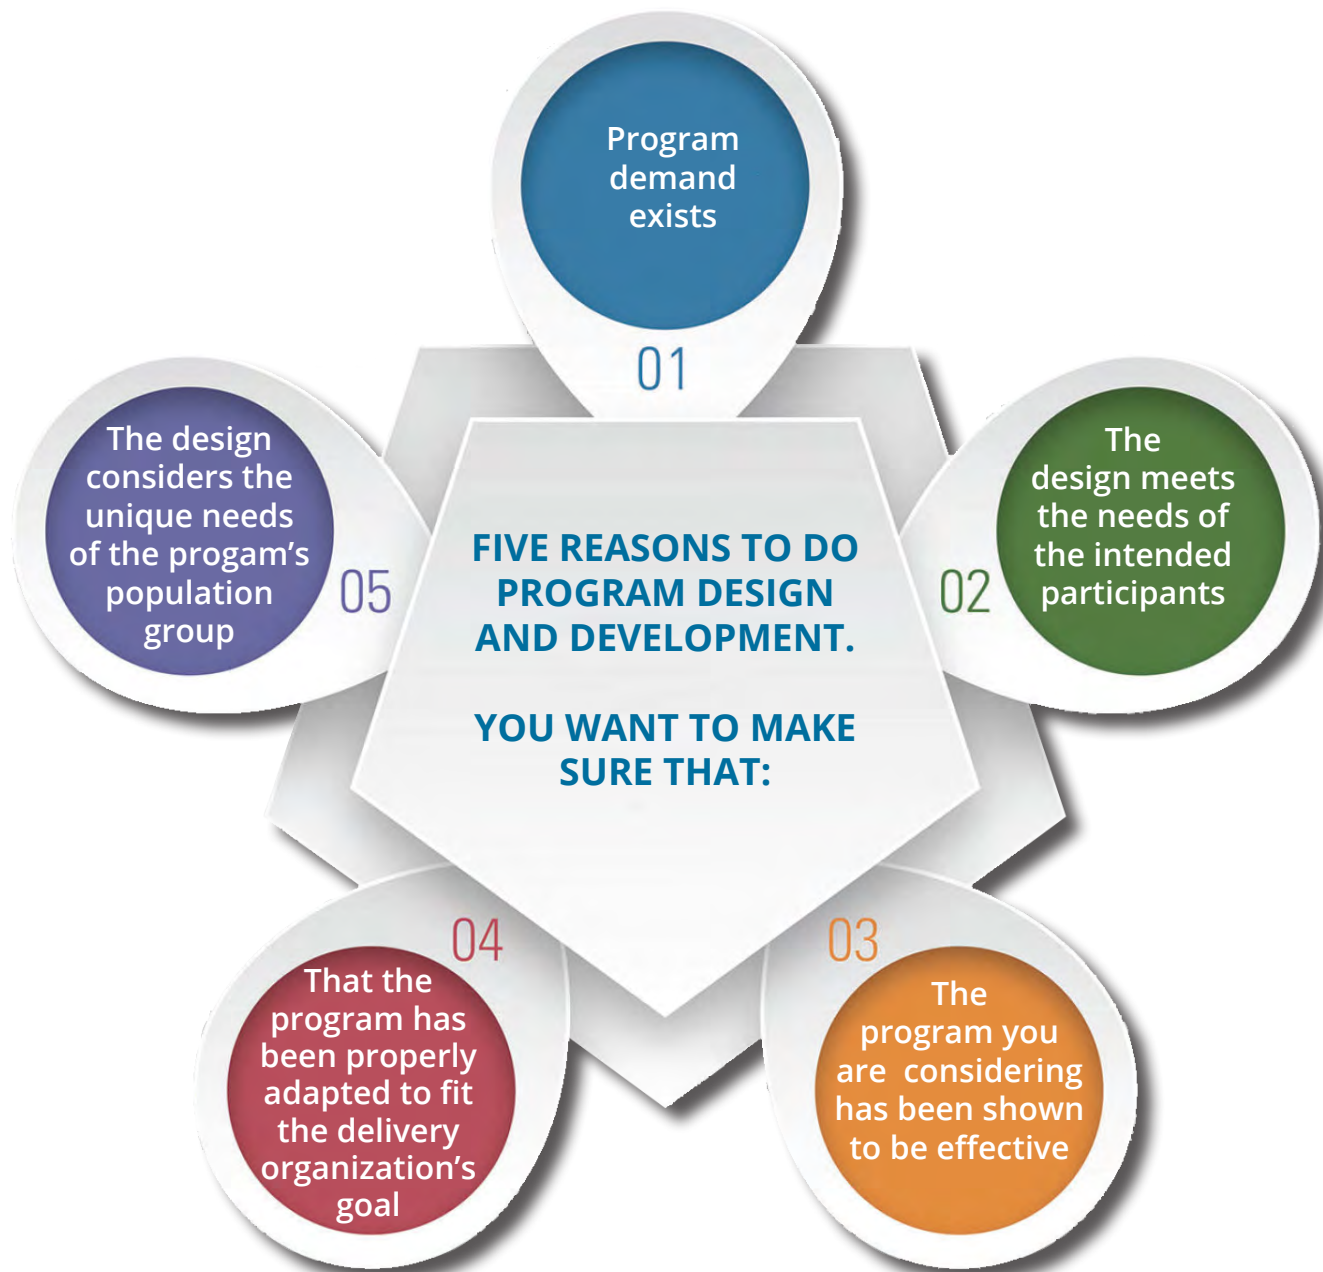 Program
demand
exists
01
FIVE REASONS TO DO
PROGRAM DESIGN
AND DEVELOPMENT.
YOU WANT TO MAKE
SURE THAT:
The
design meets
the needs of
the intended
participants
02
03
The
program you
are considering
has been shown
to be effective
04
That the
program has
been properly
adapted to fit
the delivery
organization’s
goal
The design
considers the
unique needs
of the progam’s
population
group
05